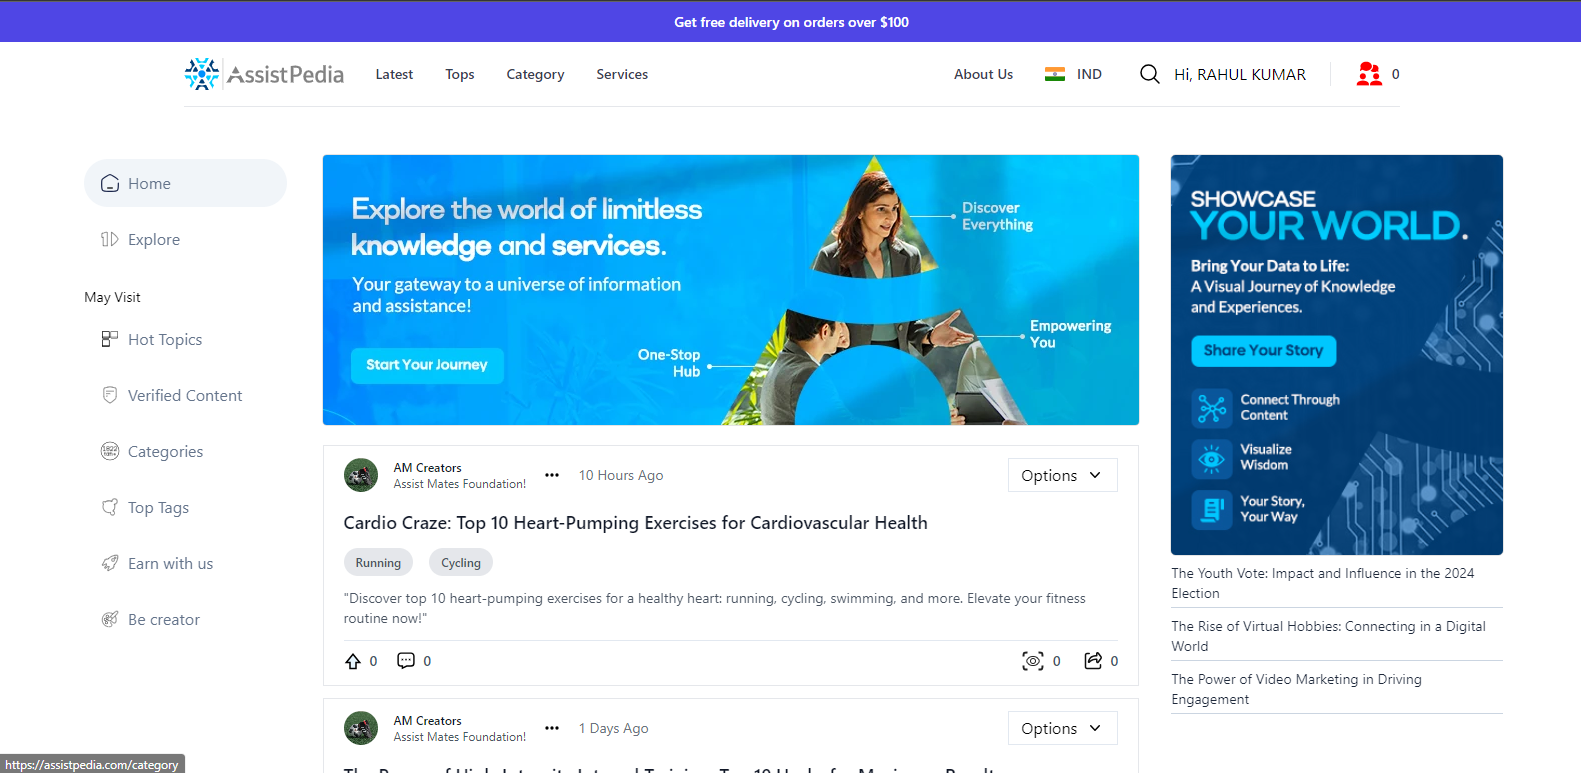 Get free delivery on orders over $100
AssistPedia
Latest
Tops
Category
Services
About Us
IND
Hi, RAHUL KUMAR
0
Home
Explore
May Visit
Hot Topics
Verified Content
Categories
Top Tags
Earn with us
Be creator
Explore the world of limitless
knowledge and services.
Your gateway to a universe of information
and assistance!
Start Your Journey
Discover
Everything
Empowering
You
One-Stop
Hub
AM Creators
Assist Mates Foundation!
10 Hours Ago
Options
Cardio Craze: Top 10 Heart-Pumping Exercises for Cardiovascular Health
Running
Cycling
"Discover top 10 heart-pumping exercises for a healthy heart: running, cycling, swimming, and more. Elevate your fitness
routine now!"
0
0
0
0
AM Creators
Assist Mates Foundation!
1 Days Ago
Options
SHOWCASE
YOUR WORLD.
Bring Your Data to Life:
A Visual Journey of Knowledge
and Experiences.
Share Your Story
Connect Through
Content
Visualize
Wisdom
Your Story,
Your Way
The Youth Vote: Impact and Influence in the 2024
Election
The Rise of Virtual Hobbies: Connecting in a Digital
World
The Power of Video Marketing in Driving
Engagement
https://assistpedia.com/category